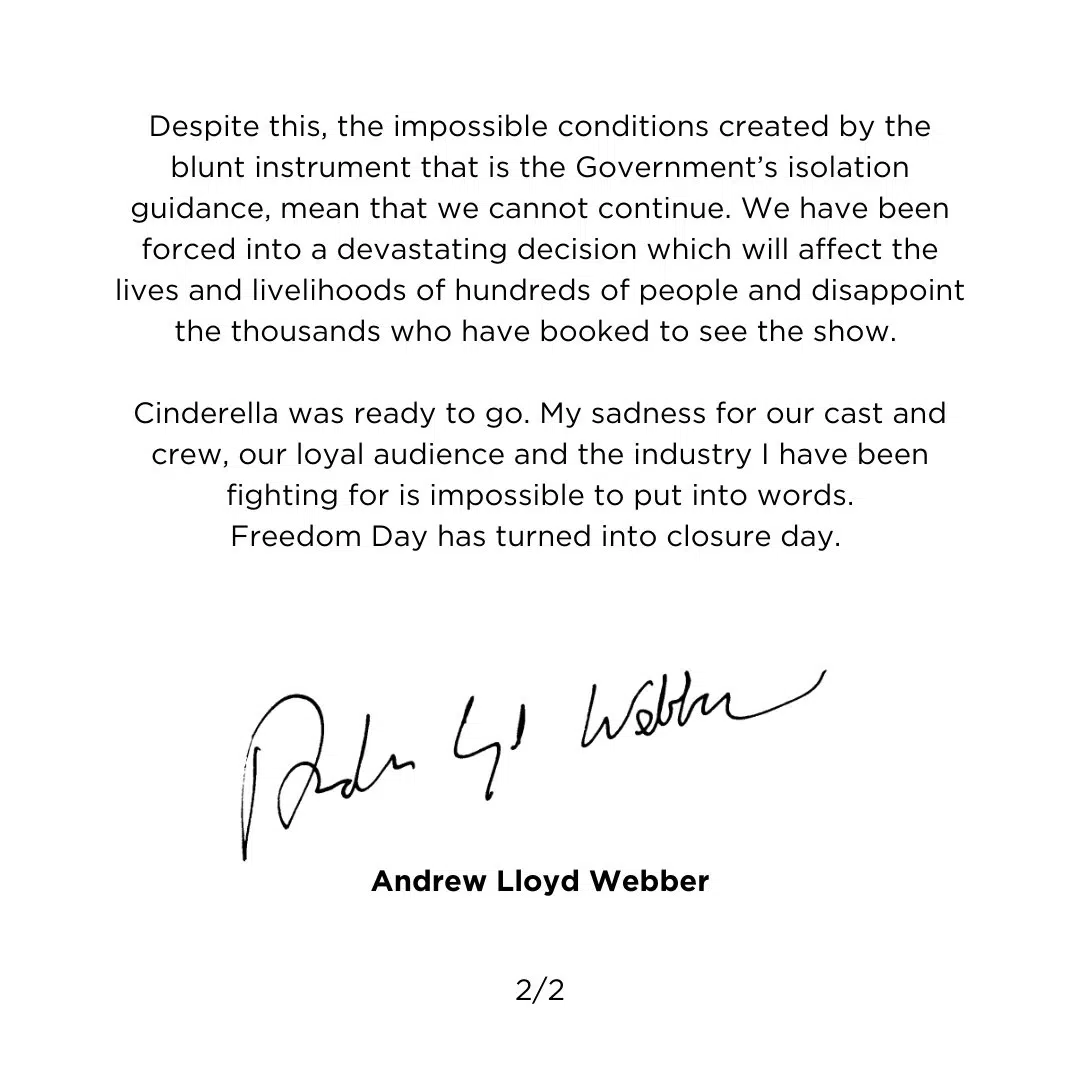 Despite this, the impossible conditions created by the
blunt instrument that is the Government’s isolation
guidance, mean that we cannot continue. We have been
forced into a devastating decision which will affect the
lives and livelihoods of hundreds of people and disappoint
the thousands who have booked to see the show.
Cinderella was ready to go. My sadness for our cast and
crew, our loyal audience and the industry I have been
fighting for is impossible to put into words.
Freedom Day has turned into closure day.
Andrew Lloyd Webber
Andrew Lloyd Webber
2/2